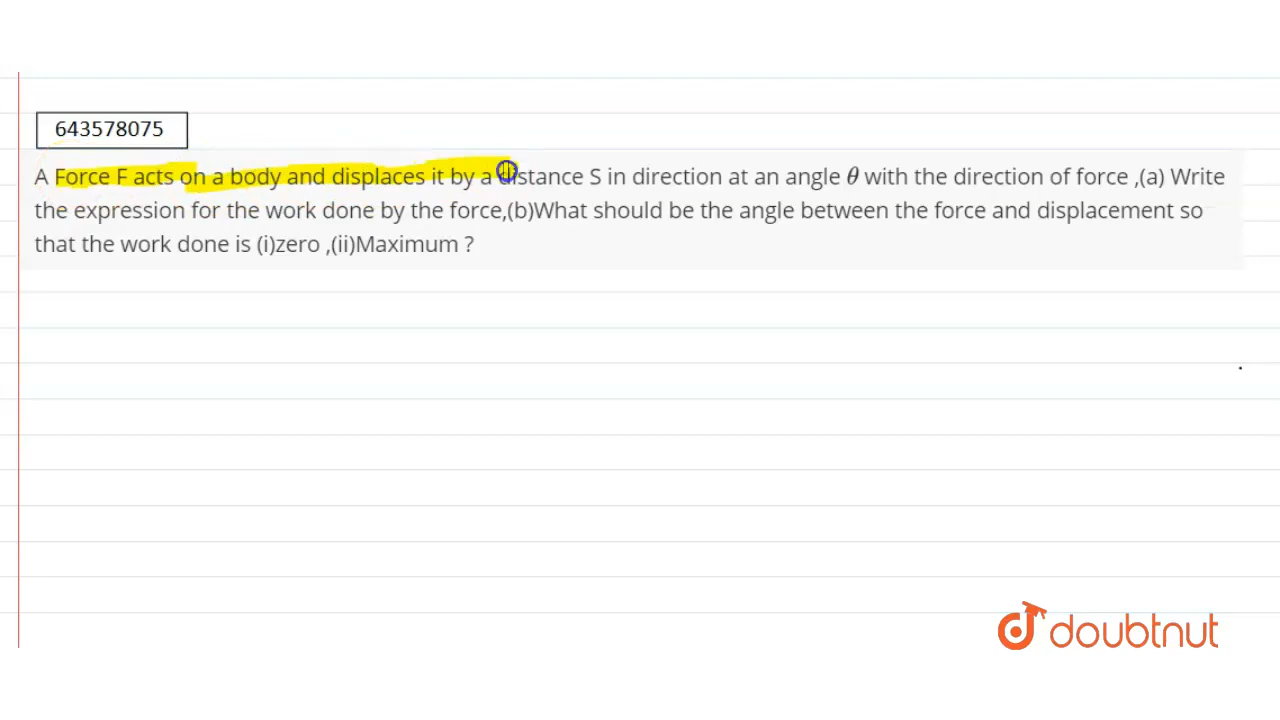 643578075
A Force F acts on a body and displaces it by a distance S in direction at an angle θ with the direction of force ,(a) Write
the expression for the work done by the force,(b)What should be the angle between the force and displacement so
that the work done is (i)zero ,(ii)Maximum ?
doubtnut